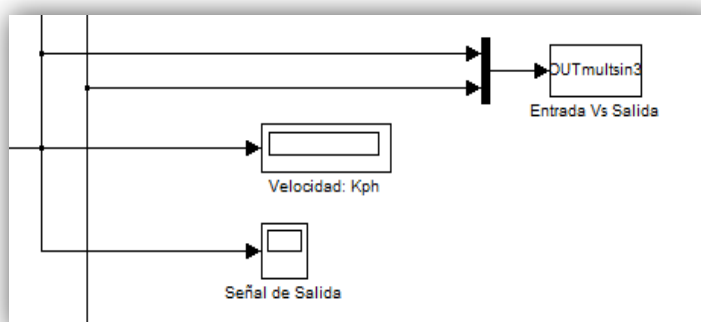 OUTmultsin3
Entrada Vs Salida
Velocidad: Kph
Señal de Salida